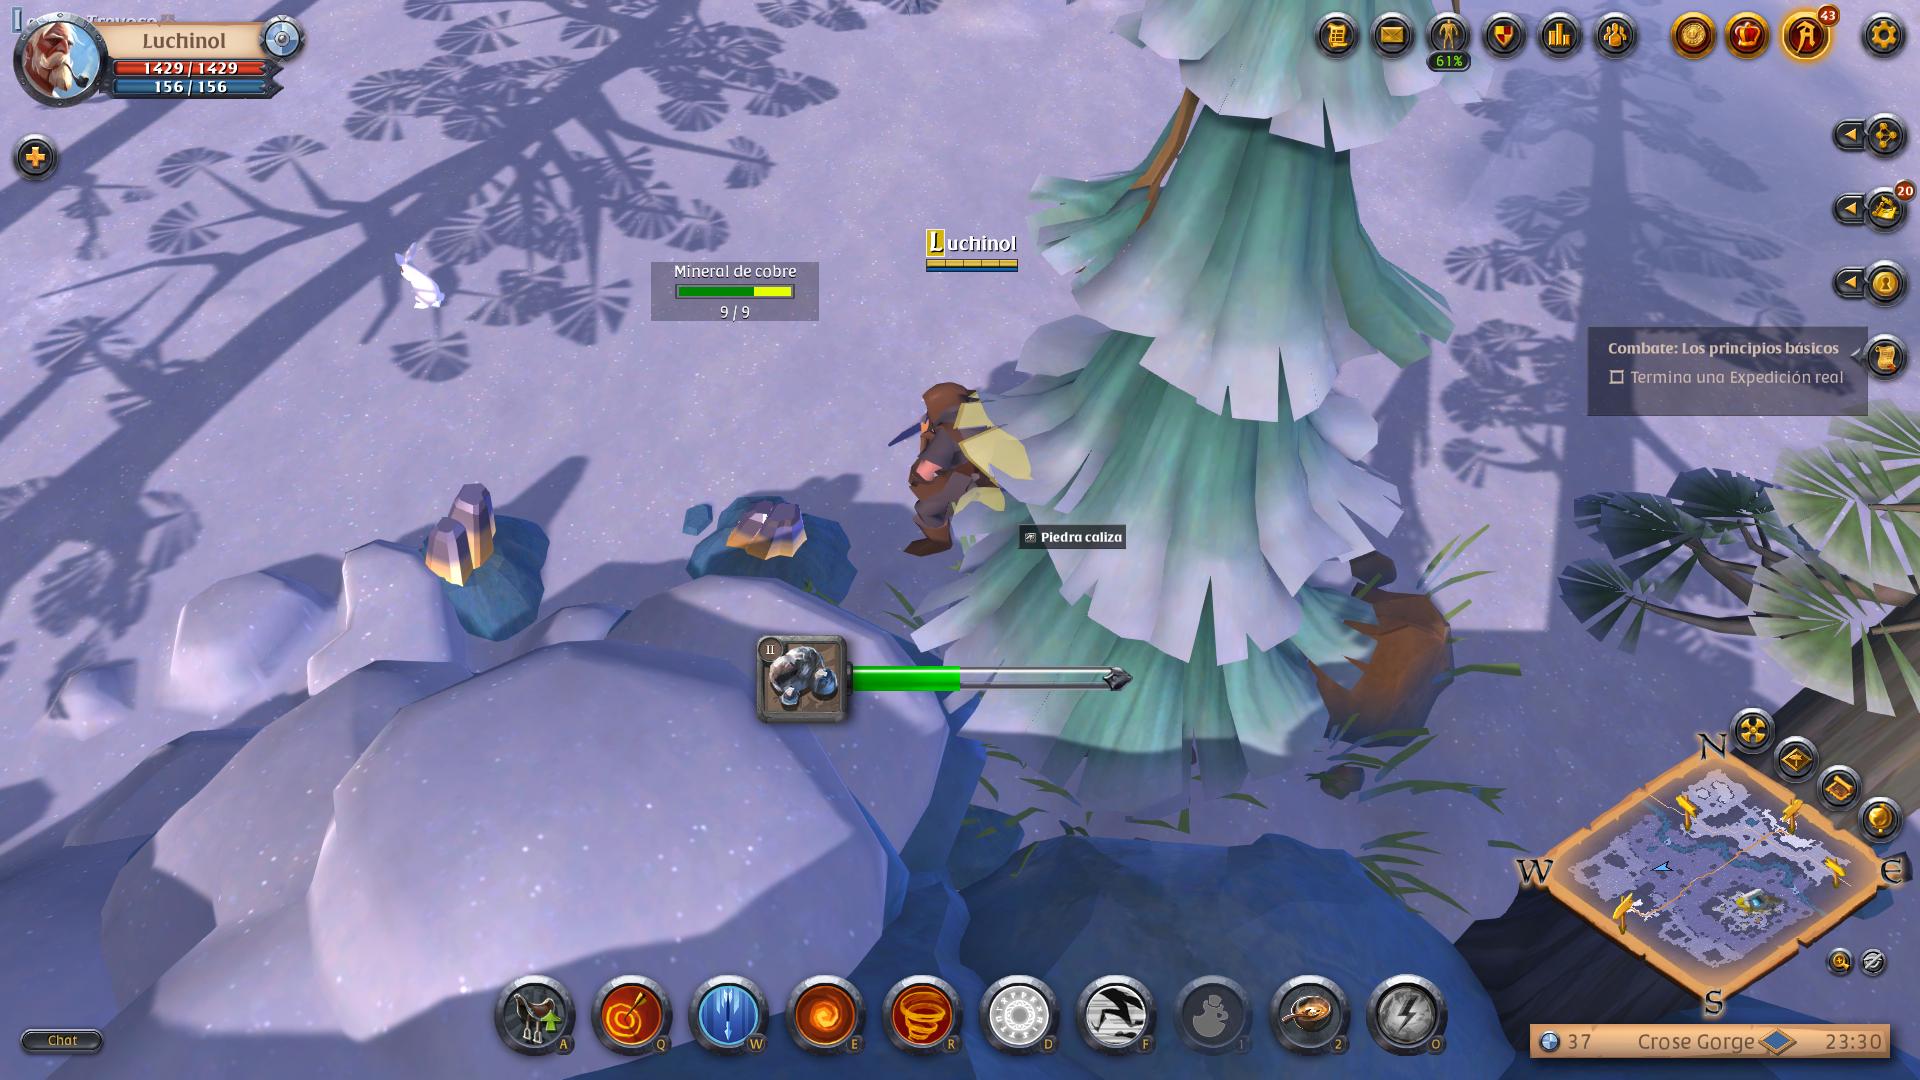 Luchinol
1429 / 1429
156 / 156
61%
43
20
Luchinol
Mineral de cobre
9 / 9
Combate: Los principios básicos
Termina una Expedición real
Piedra caliza
II
N
W
E
S
A
Q
W
E
R
D
F
1
2
O
Chat
37
Crose Gorge
23:30